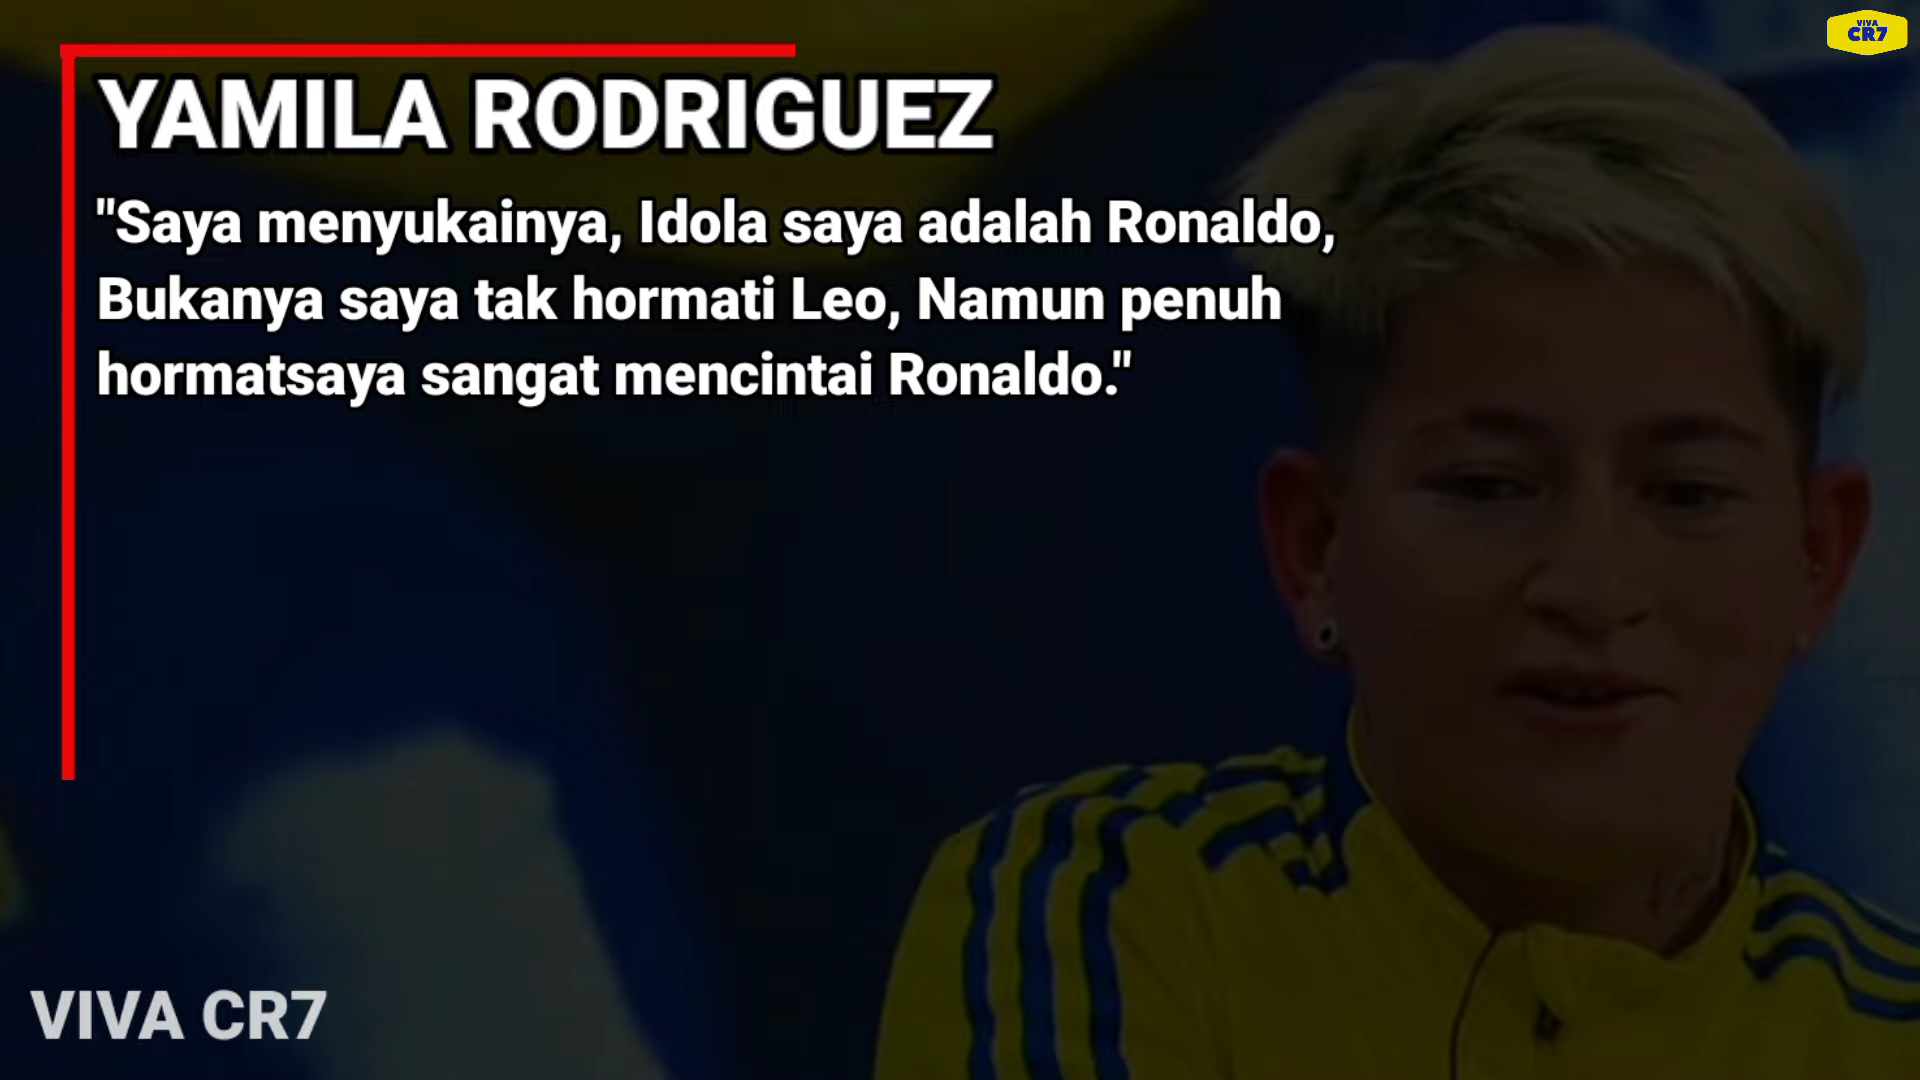 VIVA
CR7
YAMILA RODRIGUEZ
"Saya menyukainya, Idola saya adalah Ronaldo,
Bukanya saya tak hormati Leo, Namun penuh
hormatsaya sangat mencintai Ronaldo."
VIVA CR7